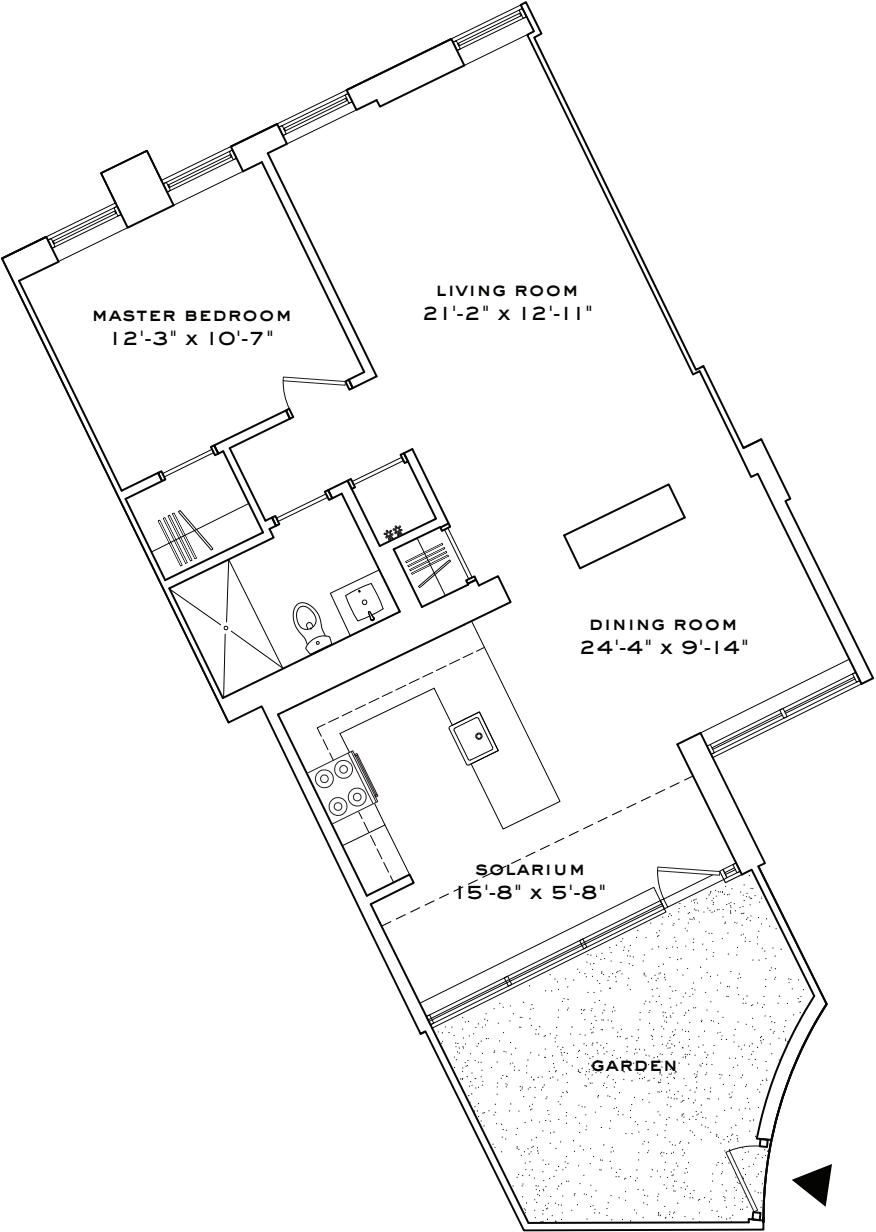 LIVING ROOM
21'-2" x 12'-11"
MASTER BEDROOM
12'-3" x 10'-7"
DINING ROOM
24'-4" x 9'-14"
SOLARIUM
15'-8" x 5'-8"
GARDEN